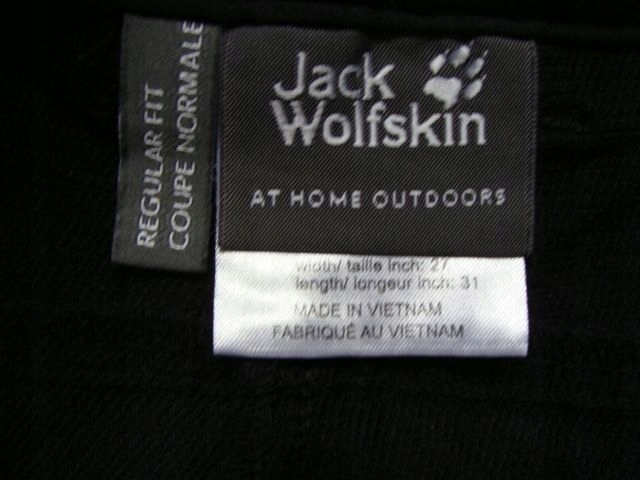 REGULAR FIT
COUPE NORMALE
Jack
Wolfskin
AT HOME OUTDOORS
width/ taille inch: 27
length/ longeur inch: 31
MADE IN VIETNAM
FABRIQUÉ AU VIETNAM